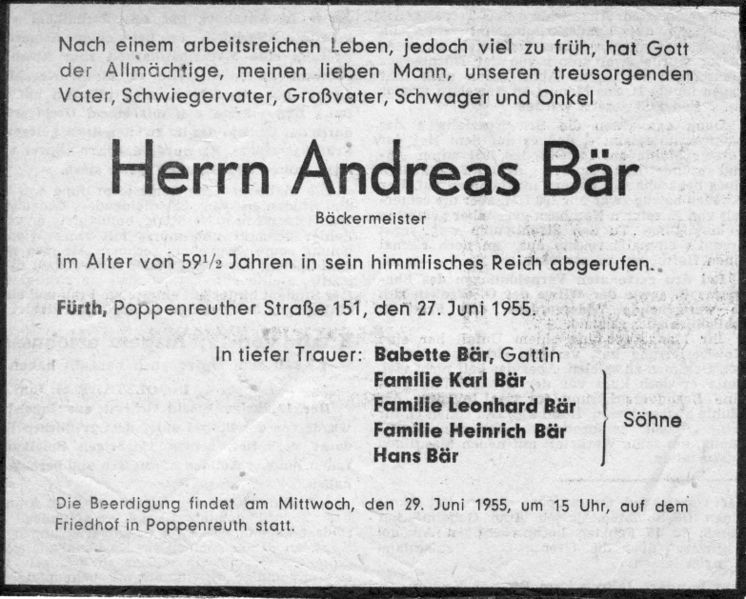 Nach einem arbeitsreichen Leben, jedoch viel zu früh, hat Gott
der Allmächtige, meinen lieben Mann, unseren treusorgenden
Vater, Schwiegervater, Großvater, Schwager und Onkel
Herrn Andreas Bär
Bäckermeister
im Alter von 59½ Jahren in sein himmlisches Reich abgerufen.
Fürth, Poppenreuther Straße 151, den 27. Juni 1955.
In tiefer Trauer: Babette Bär, Gattin
Familie Karl Bär
Familie Leonhard Bär
Familie Heinrich Bär
Hans Bär
Söhne
Die Beerdigung findet am Mittwoch, den 29. Juni 1955, um 15 Uhr, auf dem
Friedhof in Poppenreuth statt.